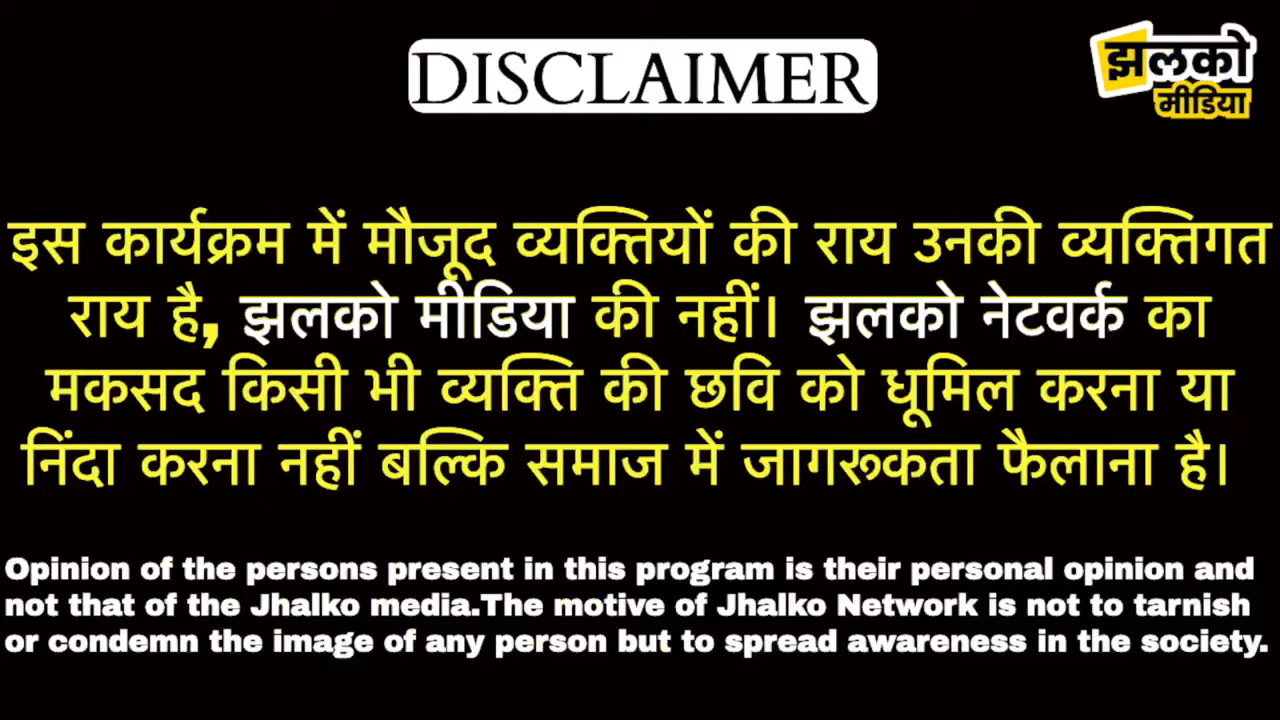 DISCLAIMER
झलको
मीडिया
इस कार्यक्रम में मौजूद व्यक्तियों की राय उनकी व्यक्तिगत
राय है, झलको मीडिया की नहीं। झलको नेटवर्क का
मकसद किसी भी व्यक्ति की छवि को धूमिल करना या
निंदा करना नहीं बल्कि समाज में जागरूकता फैलाना है।
Opinion of the persons present in this program is their personal opinion and
not that of the Jhalko media.The motive of Jhalko Network is not to tarnish
or condemn the image of any person but to spread awareness in the society.